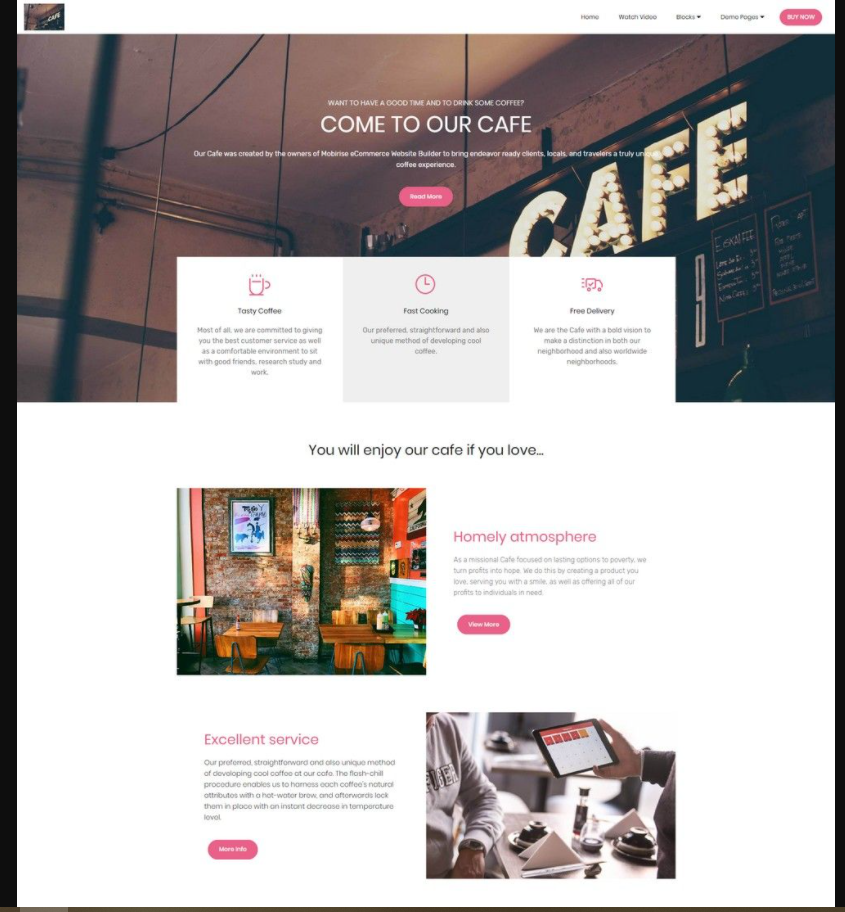 CAFE
Home Watch Video Blocks Demo Pages BUY NOW
WANT TO HAVE A GOOD TIME AND TO DRINK SOME COFFEE?
COME TO OUR CAFE
Our Cafe was created by the owners of Mobirise eCommerce Website Builder to bring endeavor ready clients, locals, and travelers a truly unique
coffee experience.
Read More
CAFE
EISKAFFEE
Tasty Coffee
Most of all, we are committed to giving
you the best customer service as well
as a comfortable environment to sit
with good friends, research study and
work.
Fast Cooking
Our preferred, straightforward and also
unique method of developing cool
coffee.
Free Delivery
We are the Cafe with a bold vision to
make a distinction in both our
neighborhood and also worldwide
neighborhoods.
You will enjoy our cafe if you love...
Homely atmosphere
As a missional Cafe focused on lasting options to poverty, we
turn profits into hope. We do this by creating a product you
love, serving you with a smile, as well as offering all of our
profits to individuals in need.
View More
Excellent service
Our preferred, straightforward and also unique method
of developing cool coffee at our cafe. The flash-chill
procedure enables us to harness each coffee's natural
attributes with a hot-water brew, and afterwards lock
them in place with an instant decrease in temperature
level.
More Info